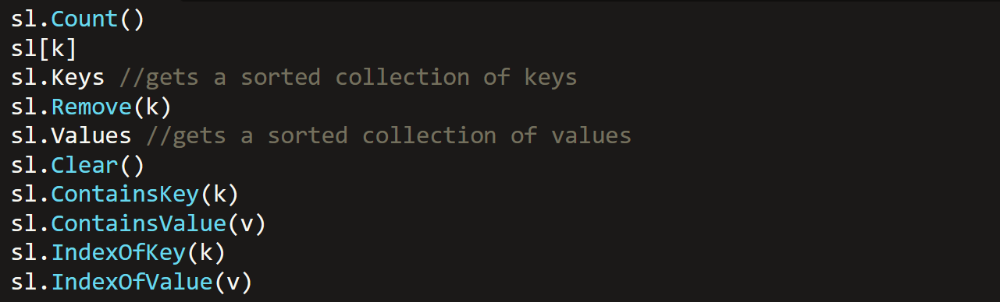 sl.Count()
sl[k]
sl.Keys //gets a sorted collection of keys
sl.Remove(k)
sl.Values //gets a sorted collection of values
sl.Clear()
sl.ContainsKey(k)
sl.ContainsValue(v)
sl.IndexOfKey(k)
sl.IndexOfValue(v)